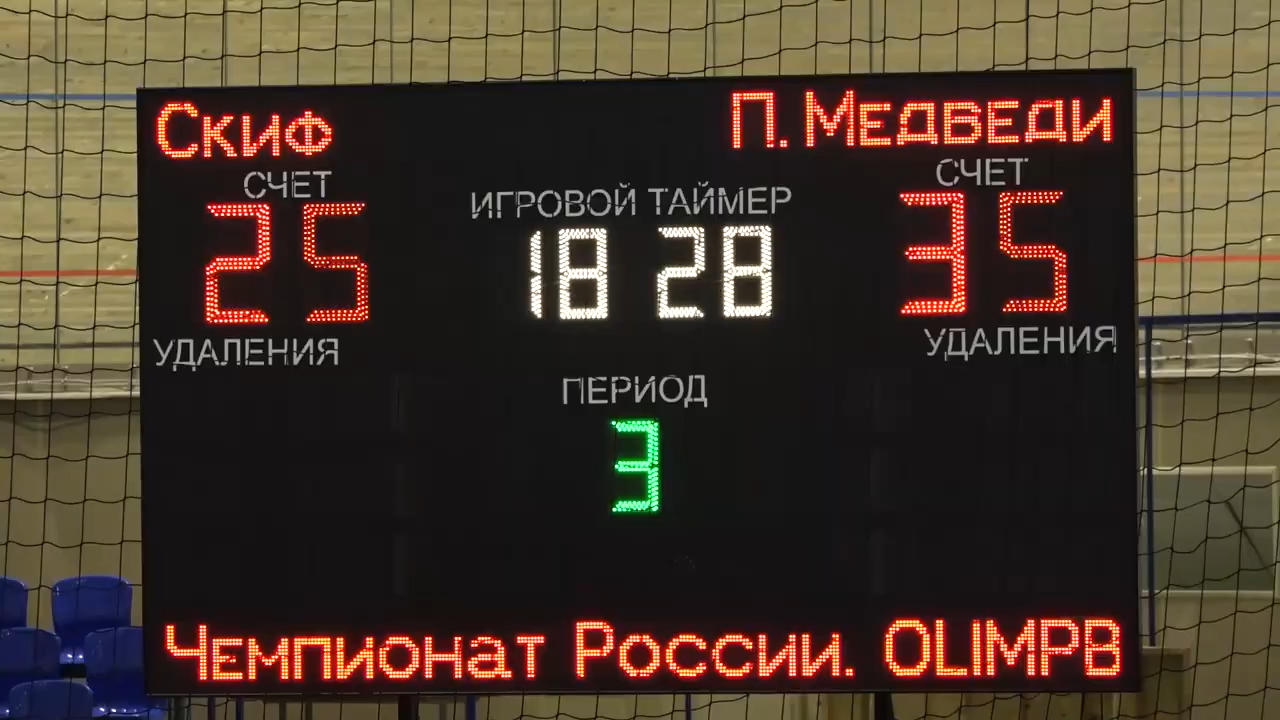 Скиф П. Медведи
СЧЕТ СЧЕТ
ИГРОВОЙ ТАЙМЕР
25 18 28 35
УДАЛЕНИЯ УДАЛЕНИЯ
ПЕРИОД
3
Чемпионат России. OLIMPB